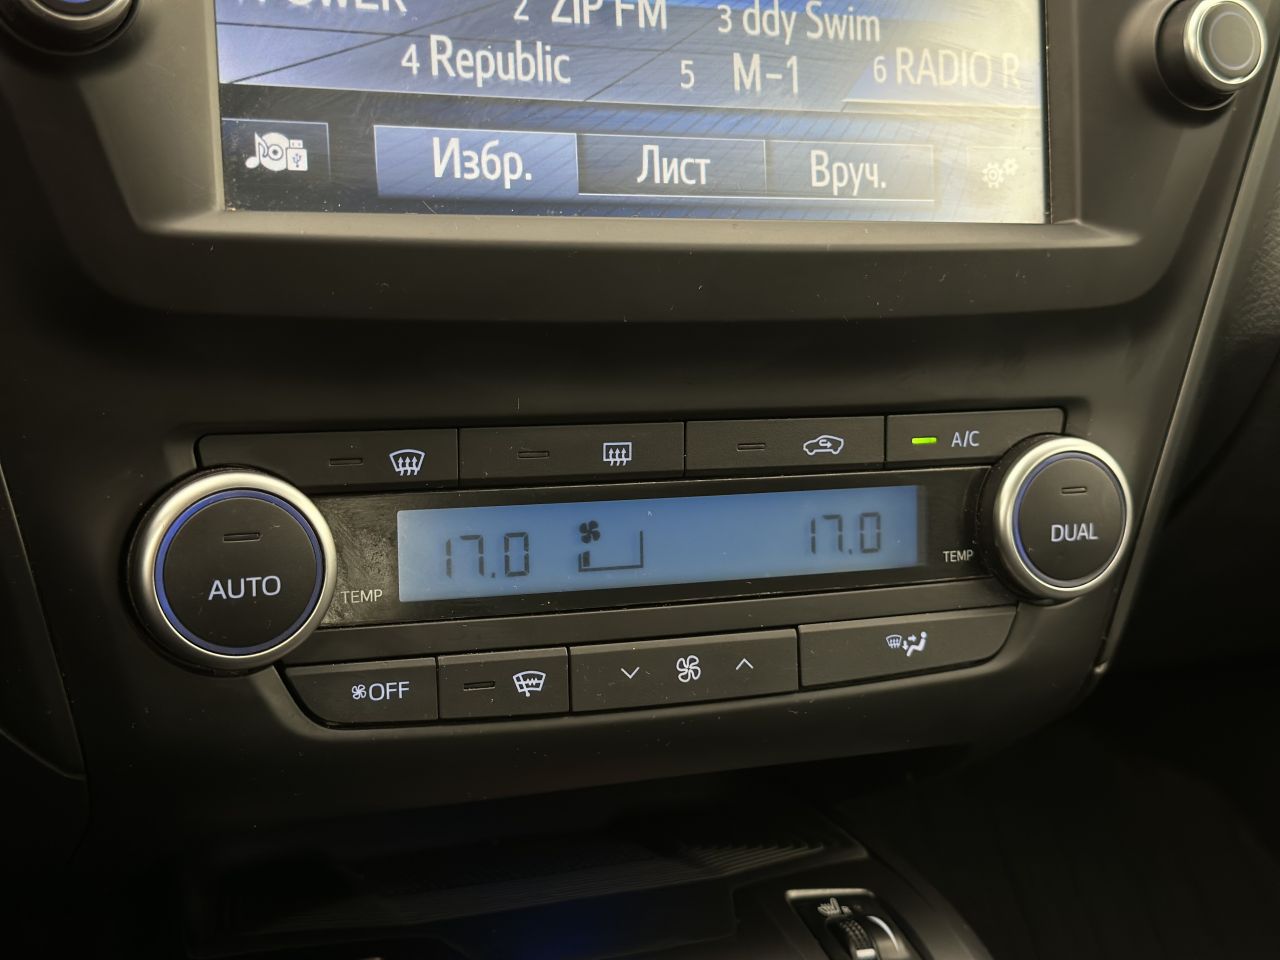 POWER 2 ZIP FM 3 ddy Swim
4 Republic 5 M-1 6 RADIO R
Избр. Лист Вруч.
A/C
17.0 17.0
AUTO DUAL
TEMP TEMP
OFF